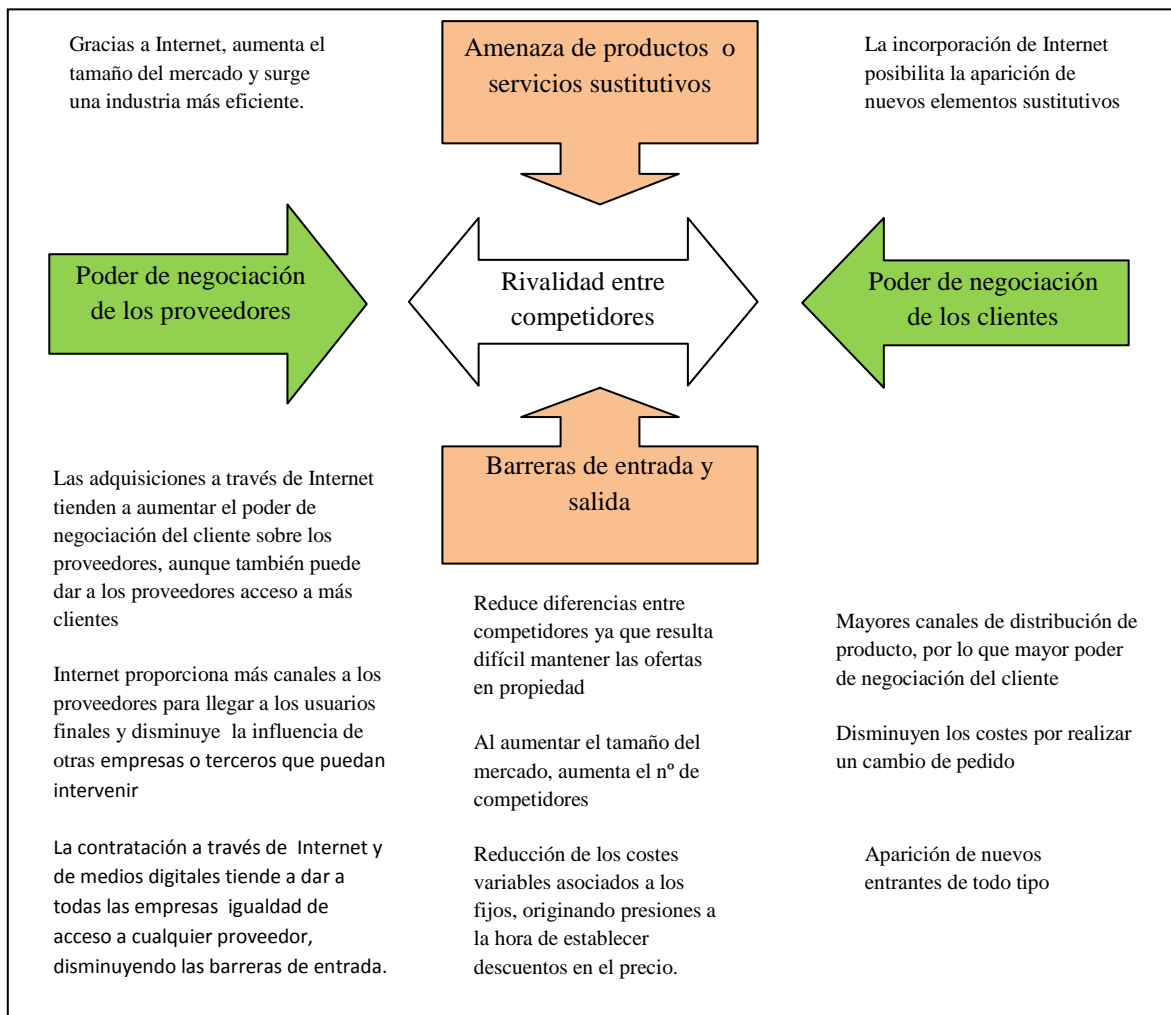 Gracias a Internet, aumenta el
tamaño del mercado y surge
una industria más eficiente.
Amenaza de productos o
servicios sustitutivos
La incorporación de Internet
posibilita la aparición de
nuevos elementos sustitutivos
Poder de negociación
de los proveedores
Rivalidad entre
competidores
Poder de negociación
de los clientes
Barreras de entrada y
salida
Las adquisiciones a través de Internet
tienden a aumentar el poder de
negociación del cliente sobre los
proveedores, aunque también puede
dar a los proveedores acceso a más
clientes
Internet proporciona más canales a los
proveedores para llegar a los usuarios
finales y disminuye la influencia de
otras empresas o terceros que puedan
intervenir
La contratación a través de Internet y
de medios digitales tiende a dar a
todas las empresas igualdad de
acceso a cualquier proveedor,
disminuyendo las barreras de entrada.
Reduce diferencias entre
competidores ya que resulta
difícil mantener las ofertas
en propiedad
Al aumentar el tamaño del
mercado, aumenta el nº de
competidores
Reducción de los costes
variables asociados a los
fijos, originando presiones a
la hora de establecer
descuentos en el precio.
Mayores canales de distribución de
producto, por lo que mayor poder
de negociación del cliente
Disminuyen los costes por realizar
un cambio de pedido
Aparición de nuevos
entrantes de todo tipo